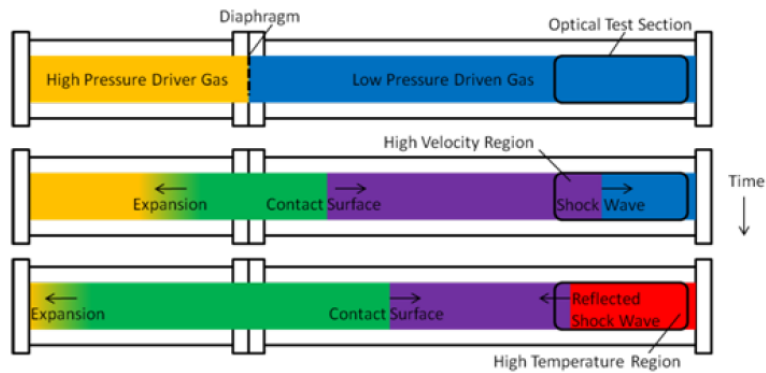 Diaphragm
Optical Test Section
High Pressure Driver Gas
Low Pressure Driven Gas
High Velocity Region
Time
Expansion
Contact Surface
Shock Wave
Expansion
Contact Surface
Reflected
Shock Wave
High Temperature Region